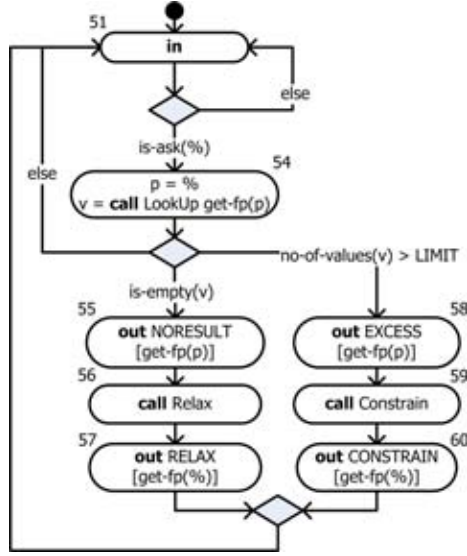 51
in
else
is-ask(%)
54
else
p = %
v = call LookUp get-fp(p)
no-of-values(v) > LIMIT
is-empty(v)
55
58
out NORESULT
[get-fp(p)]
out EXCESS
[get-fp(p)]
56
59
call Relax
call Constrain
57
60
out RELAX
[get-fp(%)]
out CONSTRAIN
[get-fp(%)]